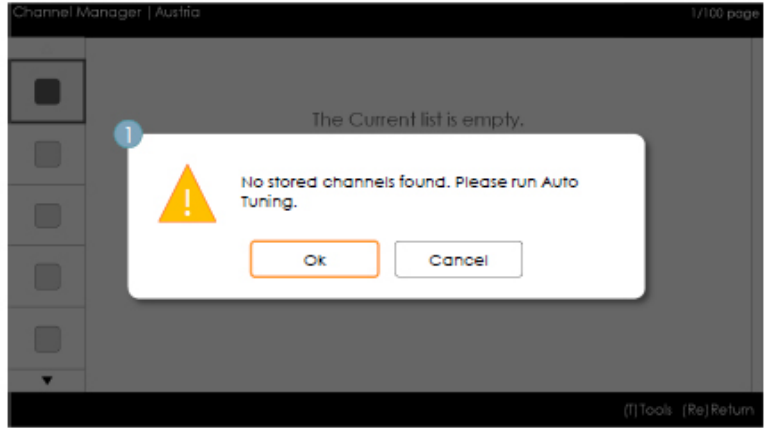 Channel Manager | Austria 1/100 page
The Current list is empty.
1
No stored channels found. Please run Auto
Tuning.
Ok Cancel
(T)Tools (Re)Return